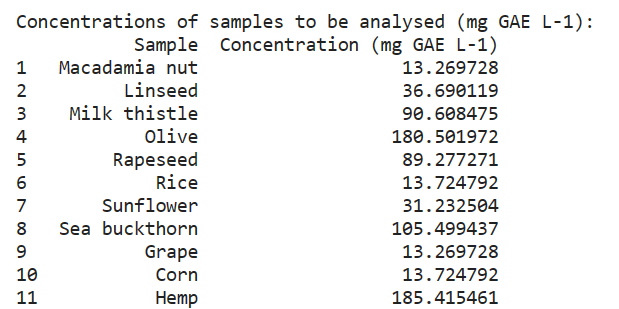 Concentrations of samples to be analysed (mg GAE L-1):
Sample Concentration (mg GAE L-1)
1 Macadamia nut 13.269728
2 Linseed 36.690119
3 Milk thistle 90.608475
4 Olive 180.501972
5 Rapeseed 89.277271
6 Rice 13.724792
7 Sunflower 31.232504
8 Sea buckthorn 105.499437
9 Grape 13.269728
10 Corn 13.724792
11 Hemp 185.415461